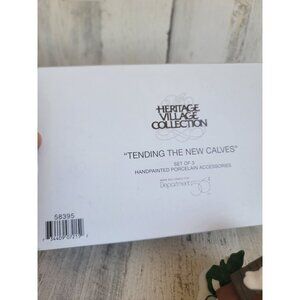 HERITAGE
VILLAGE
COLLECTION
"TENDING THE NEW CALVES"
SET OF 3
HANDPAINTED PORCELAIN ACCESSORIES
Department 56
58395